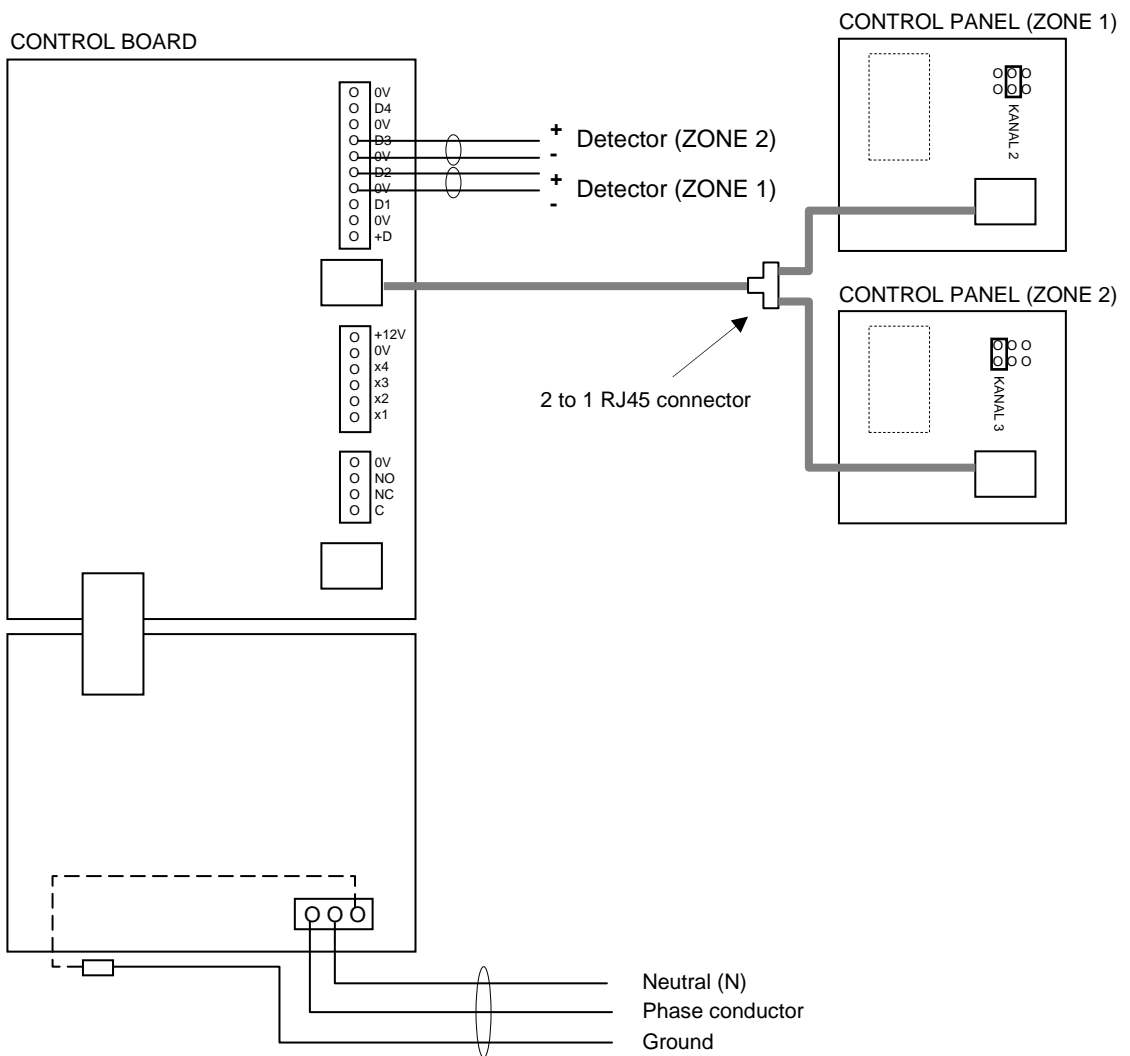 CONTROL PANEL (ZONE 1)
CONTROL BOARD
0V
D4
0V
D3
0V
D2
0V
D1
0V
+D
+ Detector (ZONE 2)
-
+ Detector (ZONE 1)
-
KANAL 2
CONTROL PANEL (ZONE 2)
KANAL 3
2 to 1 RJ45 connector
+12V
0V
x4
x3
x2
x1
0V
NO
NC
C
Neutral (N)
Phase conductor
Ground